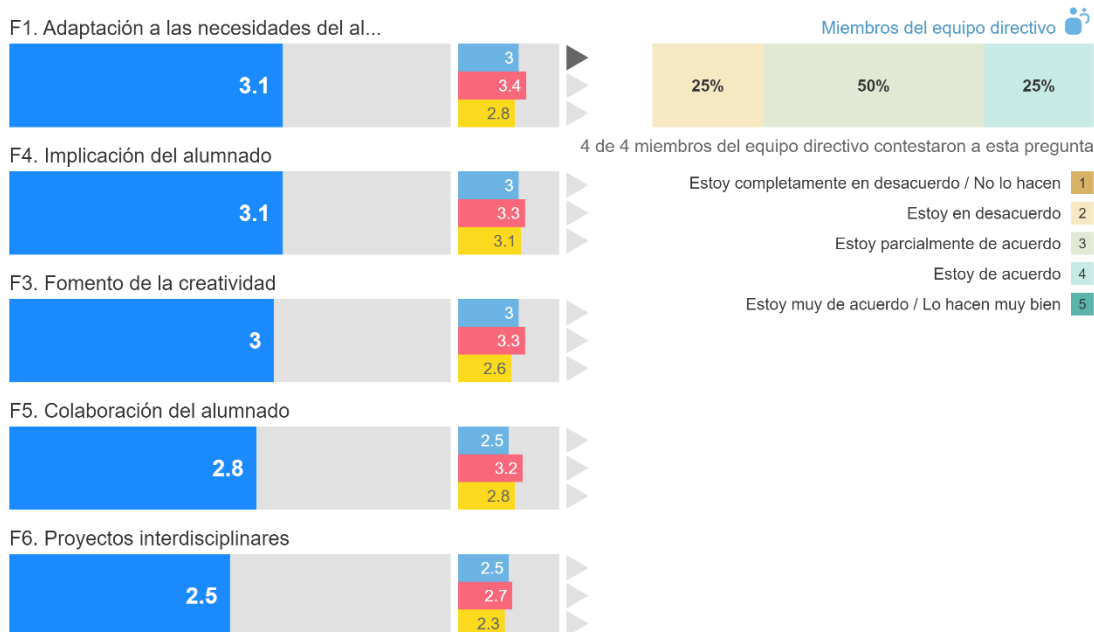 F1. Adaptación a las necesidades del al...
3.1
3
3.4
2.8
F4. Implicación del alumnado
3.1
3
3.3
3.1
F3. Fomento de la creatividad
3
3
3.3
2.6
F5. Colaboración del alumnado
2.8
2.5
3.2
2.8
F6. Proyectos interdisciplinares
2.5
2.5
2.7
2.3
Miembros del equipo directivo
25% 50% 25%
4 de 4 miembros del equipo directivo contestaron a esta pregunta
Estoy completamente en desacuerdo / No lo hacen 1
Estoy en desacuerdo 2
Estoy parcialmente de acuerdo 3
Estoy de acuerdo 4
Estoy muy de acuerdo / Lo hacen muy bien 5